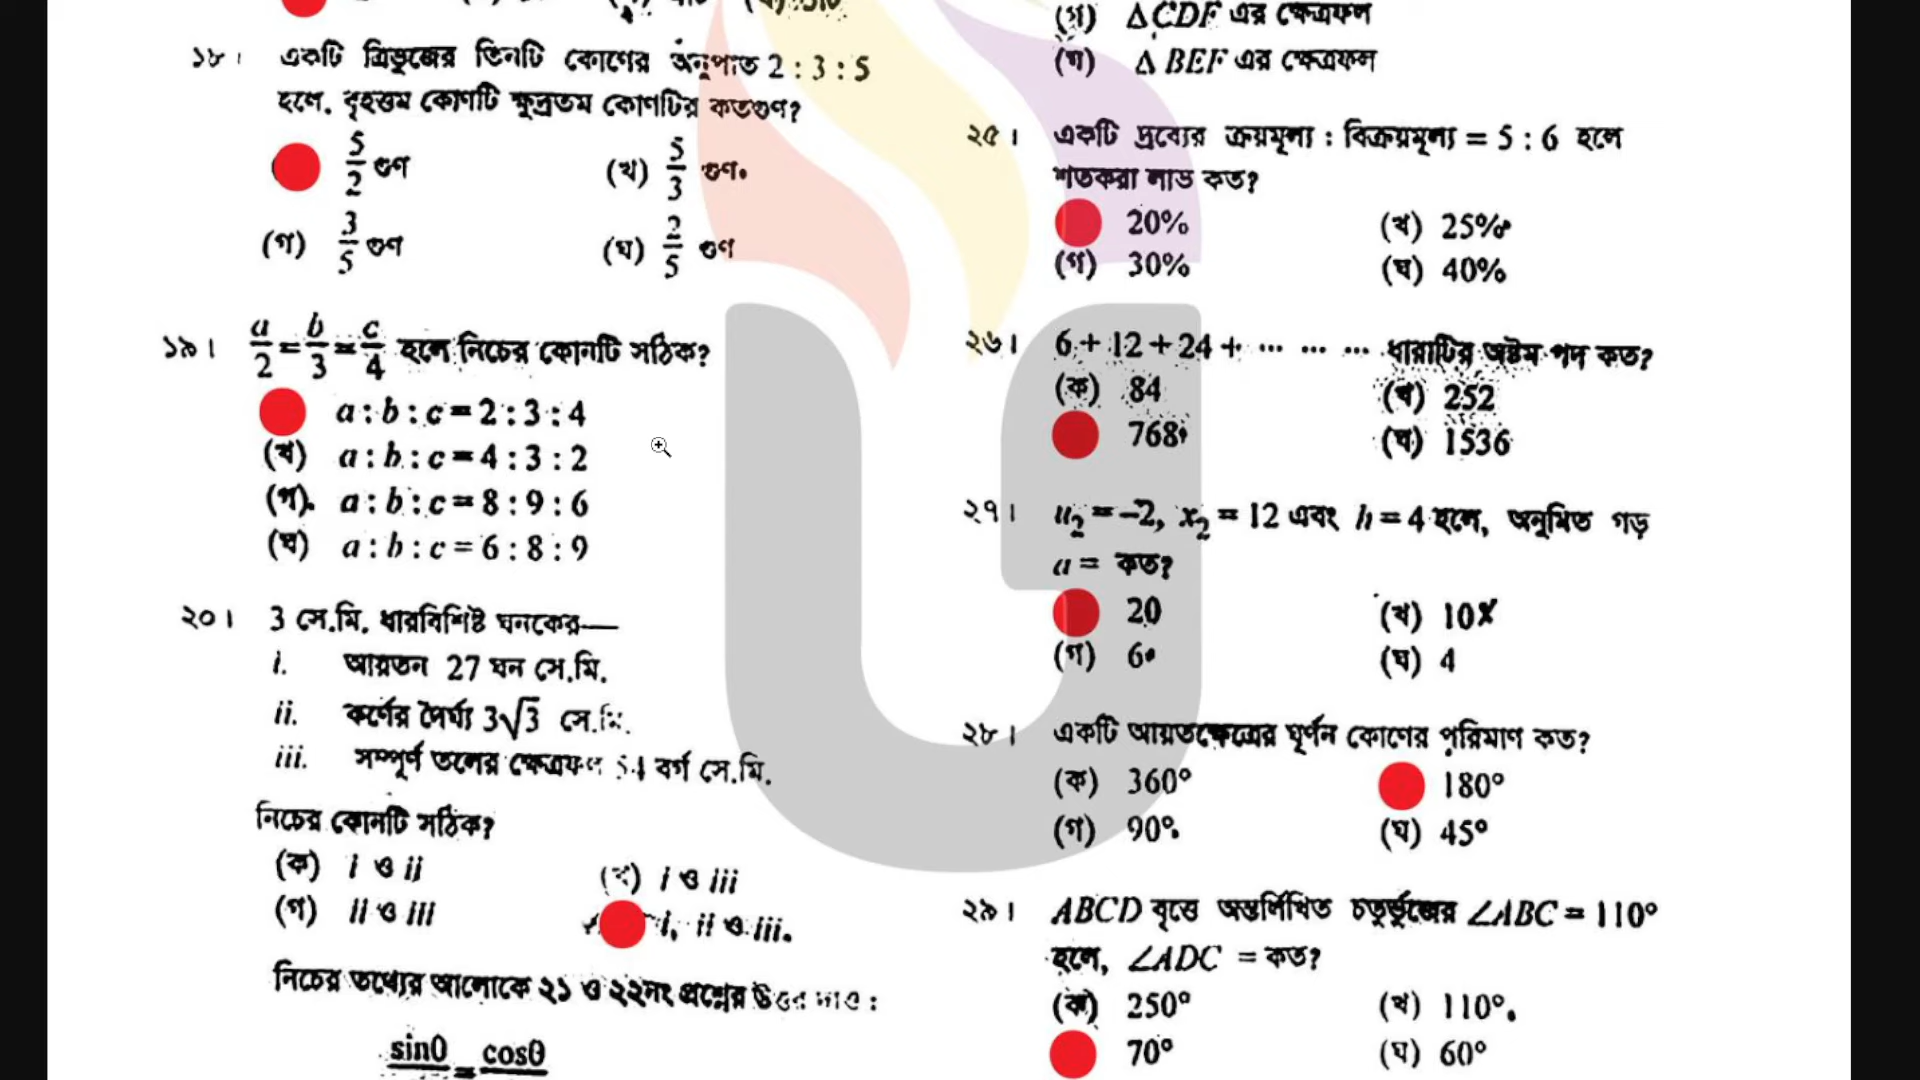 ১৮। একটি ত্রিভুজের তিনটি কোণের অনুপাত 2 : 3 : 5
হলে, বৃহত্তম কোণটি ক্ষুদ্রতম কোণটির কতগুণ?
5/2 গুণ (খ) 5/3 গুণ
(গ) 3/5 গুণ (ঘ) 2/5 গুণ
১৯। a/2 = b/3 = c/4 হলে নিচের কোনটি সঠিক?
a : b : c = 2 : 3 : 4
(খ) a : b : c = 4 : 3 : 2
(গ) a : b : c = 8 : 9 : 6
(ঘ) a : b : c = 6 : 8 : 9
২০। 3 সে.মি. ধারবিশিষ্ট ঘনকের—
i. আয়তন 27 ঘন সে.মি.
ii. কর্ণের দৈর্ঘ্য 3√3 সে.মি.
iii. সম্পূর্ণ তলের ক্ষেত্রফল 54 বর্গ সে.মি.
নিচের কোনটি সঠিক?
(ক) i ও ii (খ) i ও iii
(গ) ii ও iii i, ii ও iii.
নিচের তথ্যের আলোকে ২১ ও ২২নং প্রশ্নের উত্তর দাও :
sinθ = cosθ
(গ) Δ CDF এর ক্ষেত্রফল
(ঘ) Δ BEF এর ক্ষেত্রফল
২৫। একটি দ্রব্যের ক্রয়মূল্য : বিক্রয়মূল্য = 5 : 6 হলে
শতকরা লাভ কত?
20% (খ) 25%
(গ) 30% (ঘ) 40%
২৬। 6 + 12 + 24 + ... ... ... ধারাটির অষ্টম পদ কত?
(ক) 84 (খ) 252
768 (ঘ) 1536
২৭। u₂ = –2, x₂ = 12 এবং h = 4 হলে, অনুমিত গড়
a = কত?
20 (খ) 10
(গ) 6 (ঘ) 4
২৮। একটি আয়তক্ষেত্রের ঘূর্ণন কোণের পরিমাণ কত?
(ক) 360° 180°
(গ) 90° (ঘ) 45°
২৯। ABCD বৃত্তে অন্তর্লিখিত চতুর্ভুজের ∠ABC = 110°
হলে, ∠ADC = কত?
(ক) 250° (খ) 110°
70° (ঘ) 60°